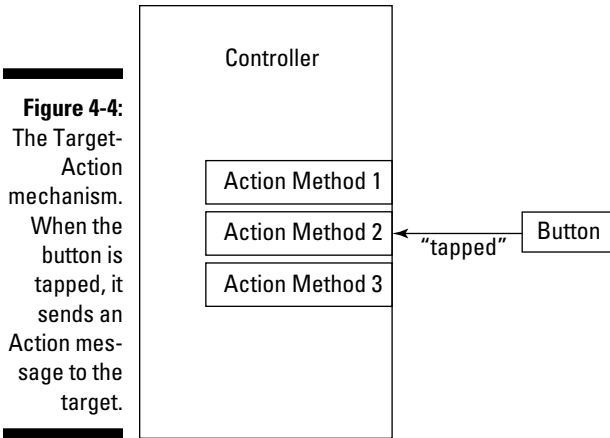 Figure 4-4:
The Target-
Action
mechanism.
When the
button is
tapped, it
sends an
Action mes-
sage to the
target.
Controller
Action Method 1
Action Method 2
Action Method 3
“tapped”
Button